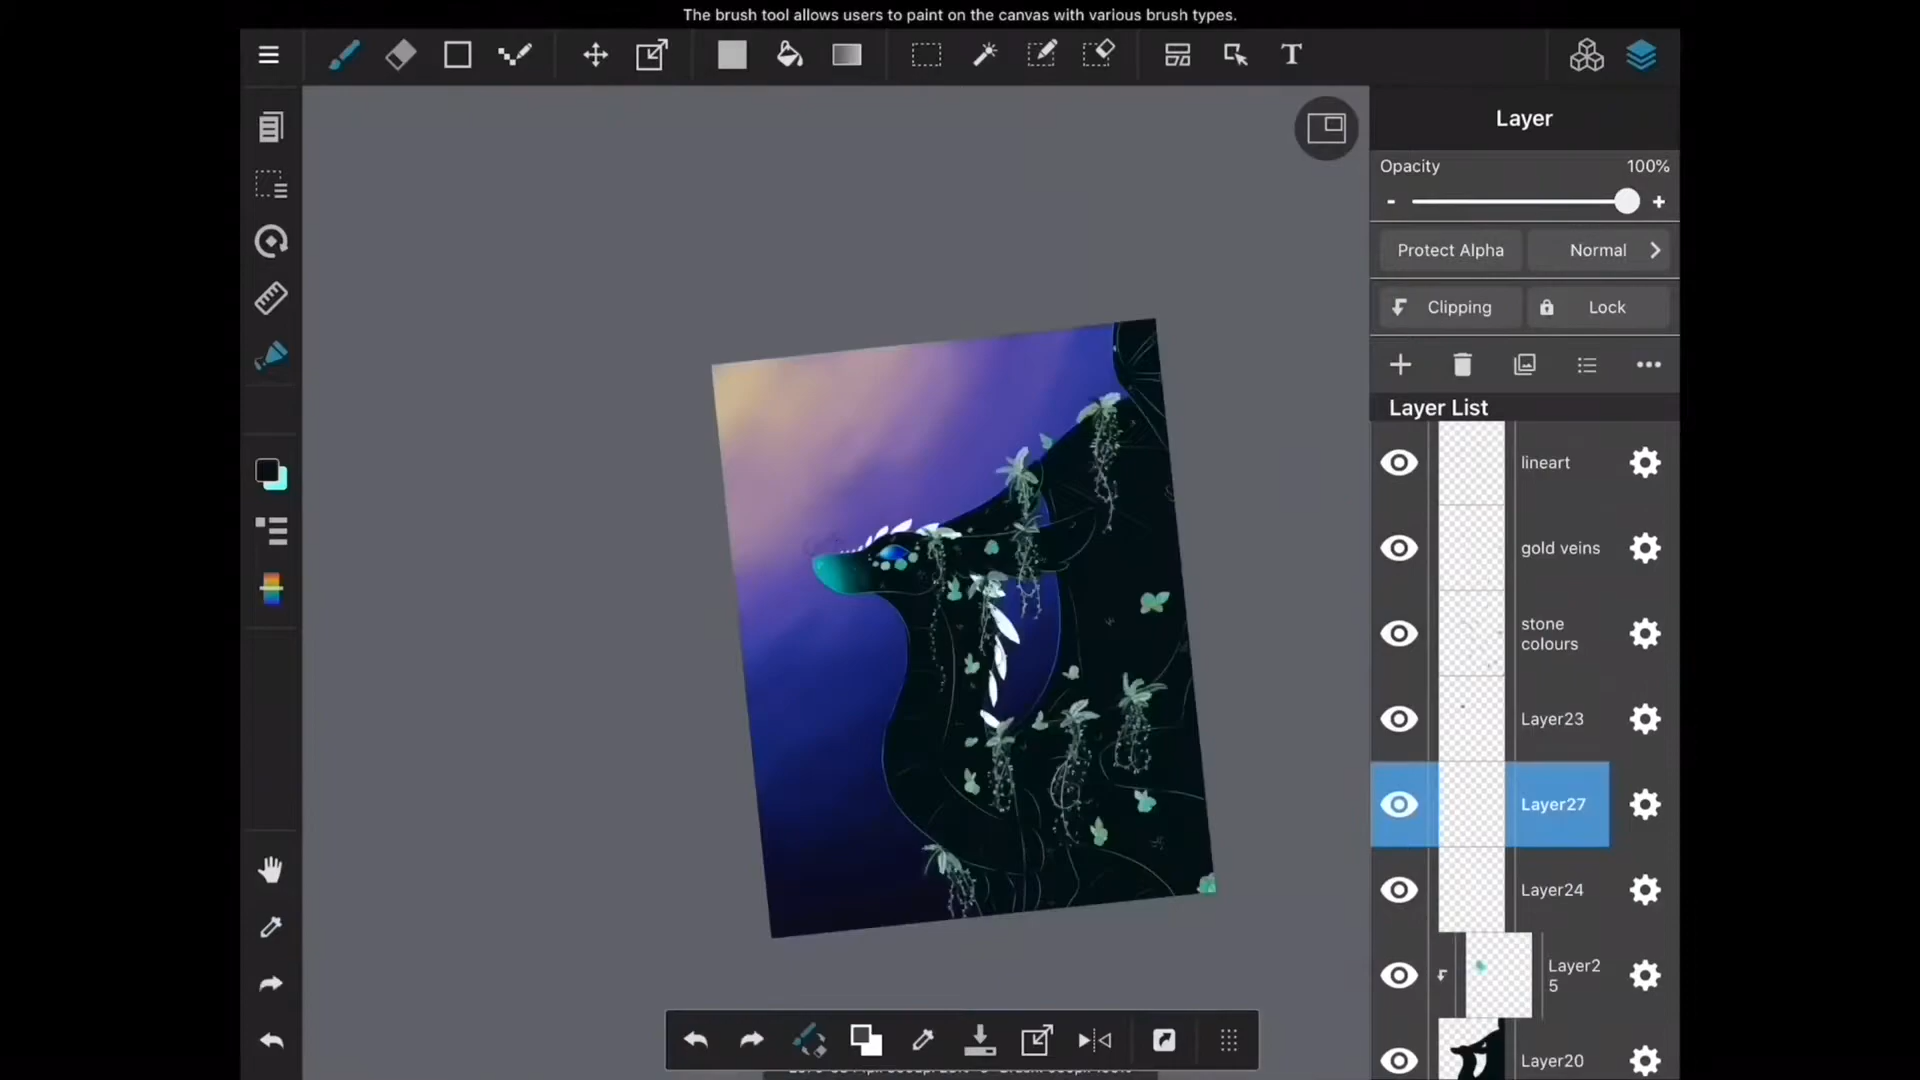 The brush tool allows users to paint on the canvas with various brush types.
T
Layer
Opacity 100%
- +
Protect Alpha Normal
Clipping Lock
Layer List
lineart
gold veins
stone
colours
Layer23
Layer27
Layer24
Layer2
5
Layer20